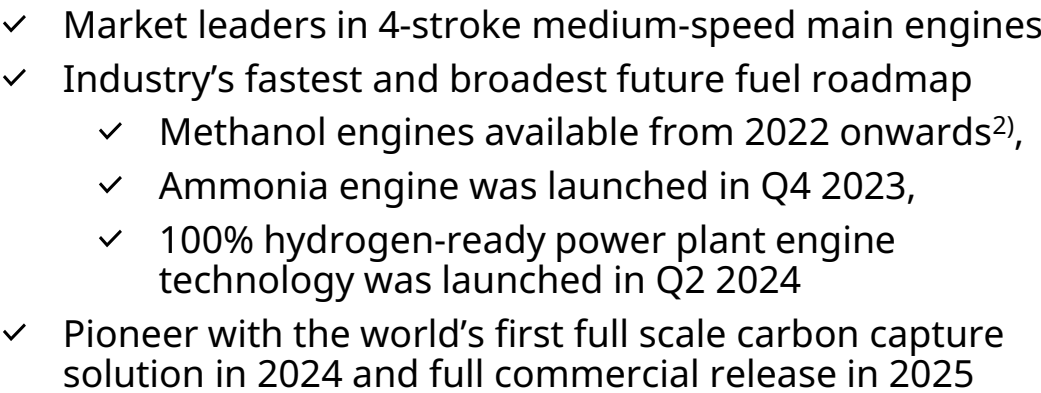 ✓ Market leaders in 4-stroke medium-speed main engines
✓ Industry’s fastest and broadest future fuel roadmap
✓ Methanol engines available from 2022 onwards2),
✓ Ammonia engine was launched in Q4 2023,
✓ 100% hydrogen-ready power plant engine
technology was launched in Q2 2024
✓ Pioneer with the world’s first full scale carbon capture
solution in 2024 and full commercial release in 2025